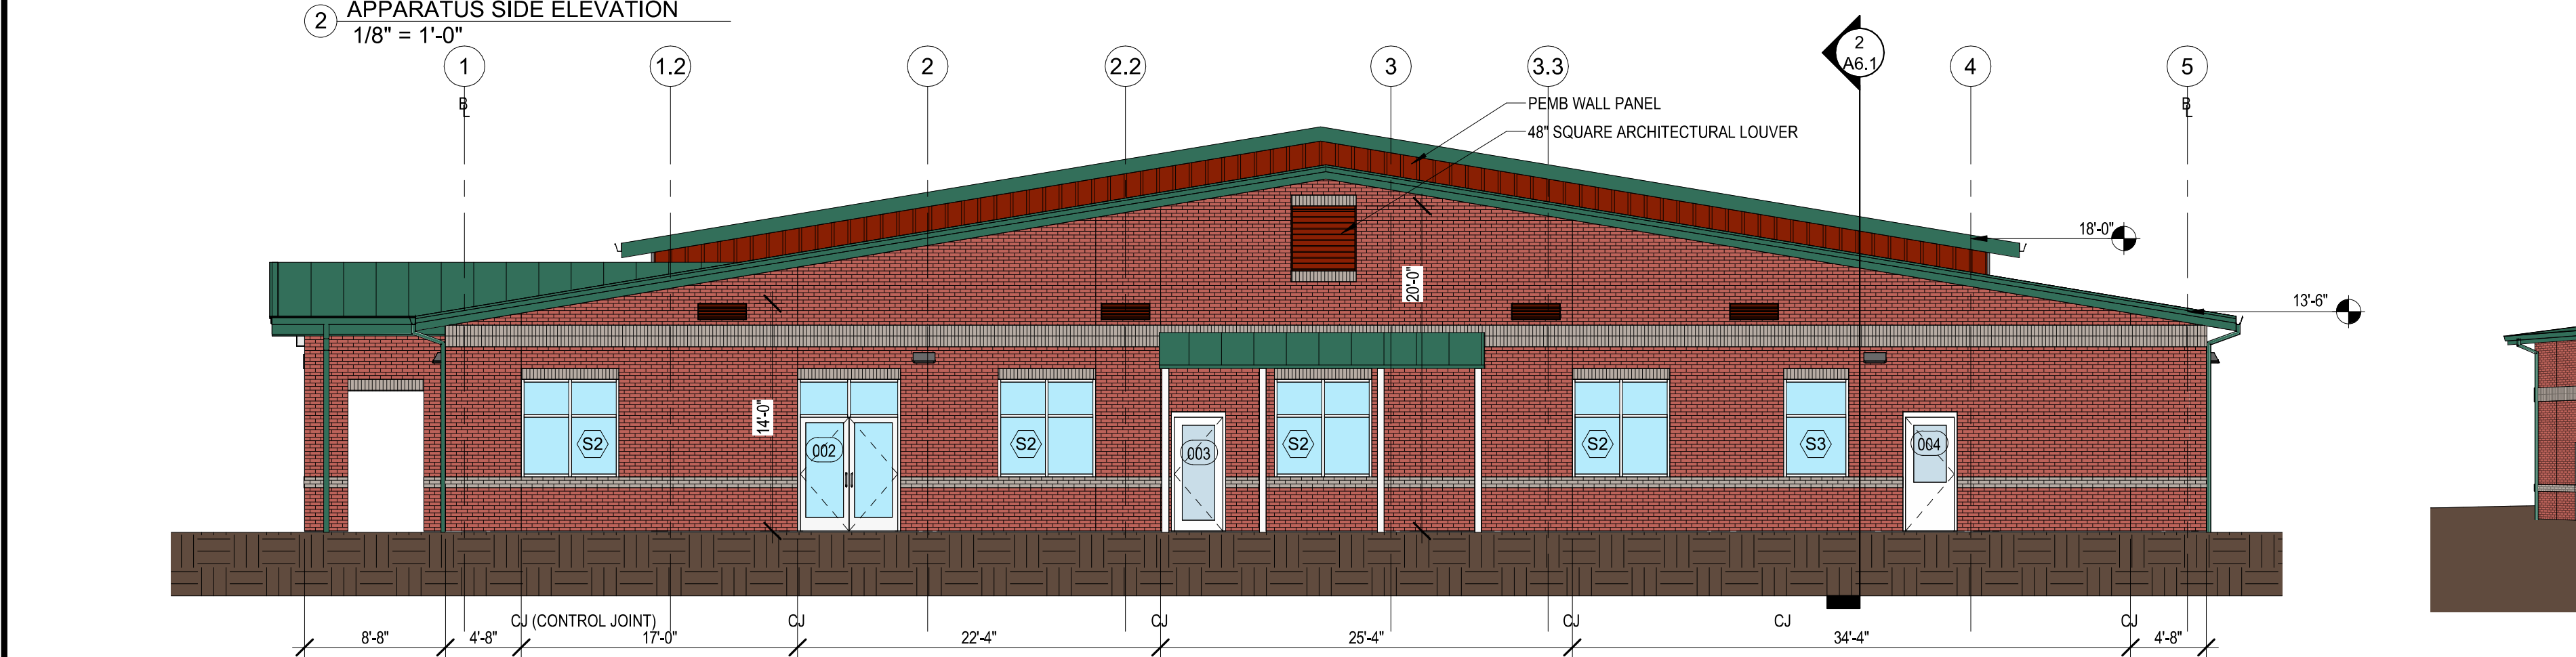 2 APPARATUS SIDE ELEVATION
1/8" = 1'-0"
1 1.2 2 2.2 3 3.3 2 4 5
A6.1
BL BL
PEMB WALL PANEL
48" SQUARE ARCHITECTURAL LOUVER
18'-0"
20'-0"
13'-6"
14'-0"
S2 002 S2 003 S2 S2 S3 004
CJ (CONTROL JOINT) CJ CJ CJ CJ CJ
8'-8" 4'-8" 17'-0" 22'-4" 25'-4" 34'-4" 4'-8"